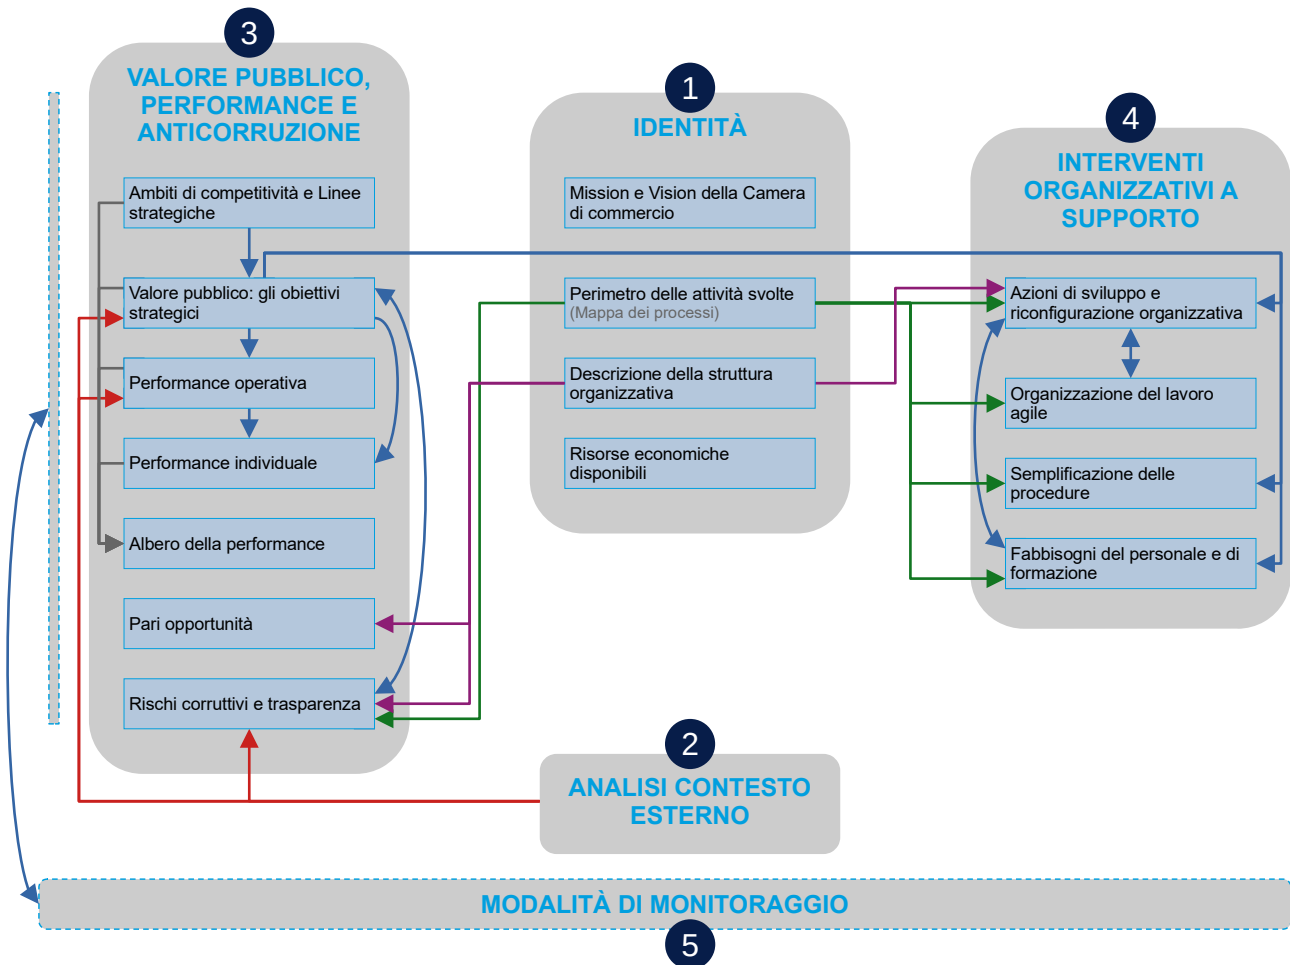 3
VALORE PUBBLICO,
PERFORMANCE E
ANTICORRUZIONE
Ambiti di competitività e Linee
strategiche
Valore pubblico: gli obiettivi
strategici
Performance operativa
Performance individuale
Albero della performance
Pari opportunità
Rischi corruttivi e trasparenza
1
IDENTITÀ
Mission e Vision della Camera
di commercio
Perimetro delle attività svolte
(Mappa dei processi)
Descrizione della struttura
organizzativa
Risorse economiche
disponibili
4
INTERVENTI
ORGANIZZATIVI A
SUPPORTO
Azioni di sviluppo e
riconfigurazione organizzativa
Organizzazione del lavoro
agile
Semplificazione delle
procedure
Fabbisogni del personale e di
formazione
2
ANALISI CONTESTO
ESTERNO
MODALITÀ DI MONITORAGGIO
5